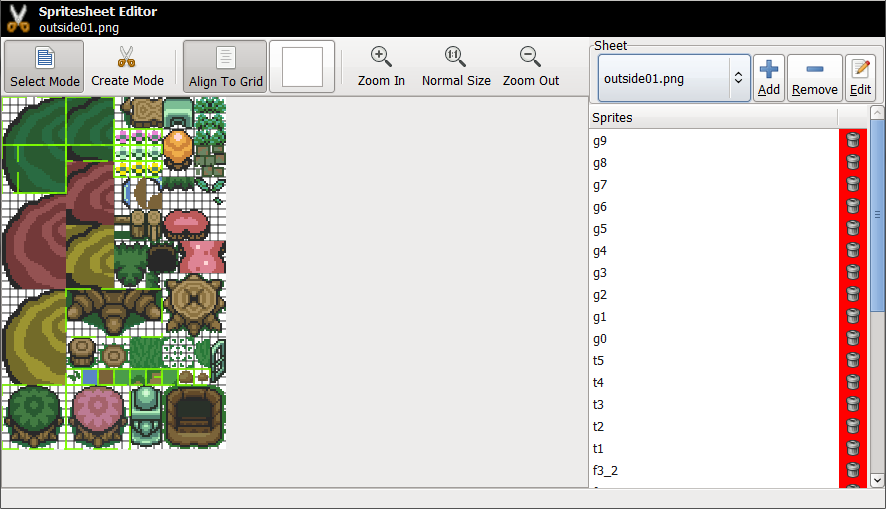 Spritesheet Editor
outside01.png
Select Mode
Create Mode
Align To Grid
Zoom In
1:1
Normal Size
Zoom Out
Sheet
outside01.png
Add
Remove
Edit
Sprites
g9
g8
g7
g6
g5
g4
g3
g2
g1
g0
t5
t4
t3
t2
t1
f3_2